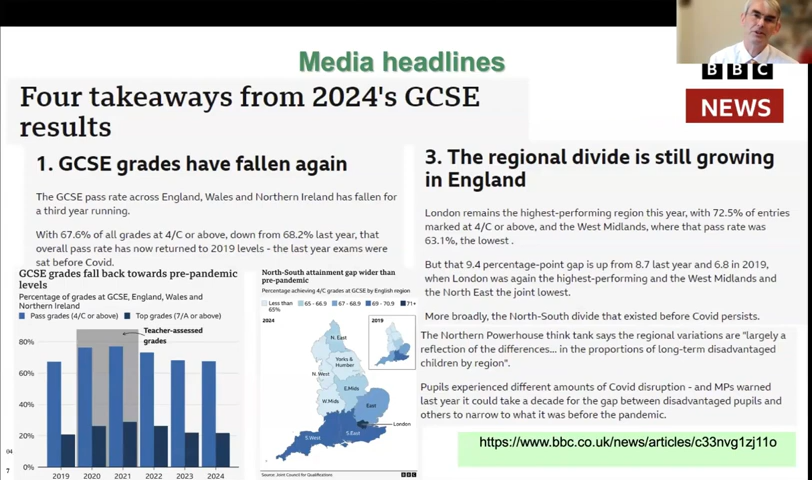 Media headlines
BBC
NEWS
Four takeaways from 2024's GCSE
results
1. GCSE grades have fallen again
The GCSE pass rate across England, Wales and Northern Ireland has fallen for
a third year running.
With 67.6% of all grades at 4/C or above, down from 68.2% last year, that
overall pass rate has now returned to 2019 levels - the last year exams were
sat before Covid.
GCSE grades fall back towards pre-pandemic
levels
Percentage of grades at GCSE, England, Wales and
Northern Ireland
Pass grades (4/C or above)
Top grades (7/A or above)
Teacher-assessed
grades
80%
60%
40%
20%
0%
2019
2020
2021
2022
2023
2024
North-South attainment gap wider than
pre-pandemic
Percentage achieving 4/C grades at GCSE by English region
Less than
65%
65 - 66.9
67 - 68.9
69 - 70.9
71+
2024
2019
N. East
N. West
Yorks &
Humber
E.Mids
W.Mids
East
London
S.West
S.East
Source: Joint Council for Qualifications
BBC
3. The regional divide is still growing
in England
London remains the highest-performing region this year, with 72.5% of entries
marked at 4/C or above, and the West Midlands, where that pass rate was
63.1%, the lowest .
But that 9.4 percentage-point gap is up from 8.7 last year and 6.8 in 2019,
when London was again the highest-performing and the West Midlands and
the North East the joint lowest.
More broadly, the North-South divide that existed before Covid persists.
The Northern Powerhouse think tank says the regional variations are "largely a
reflection of the differences... in the proportions of long-term disadvantaged
children by region".
Pupils experienced different amounts of Covid disruption - and MPs warned
last year it could take a decade for the gap between disadvantaged pupils and
others to narrow to what it was before the pandemic.
https://www.bbc.co.uk/news/articles/c33nvg1zj11o
04
7